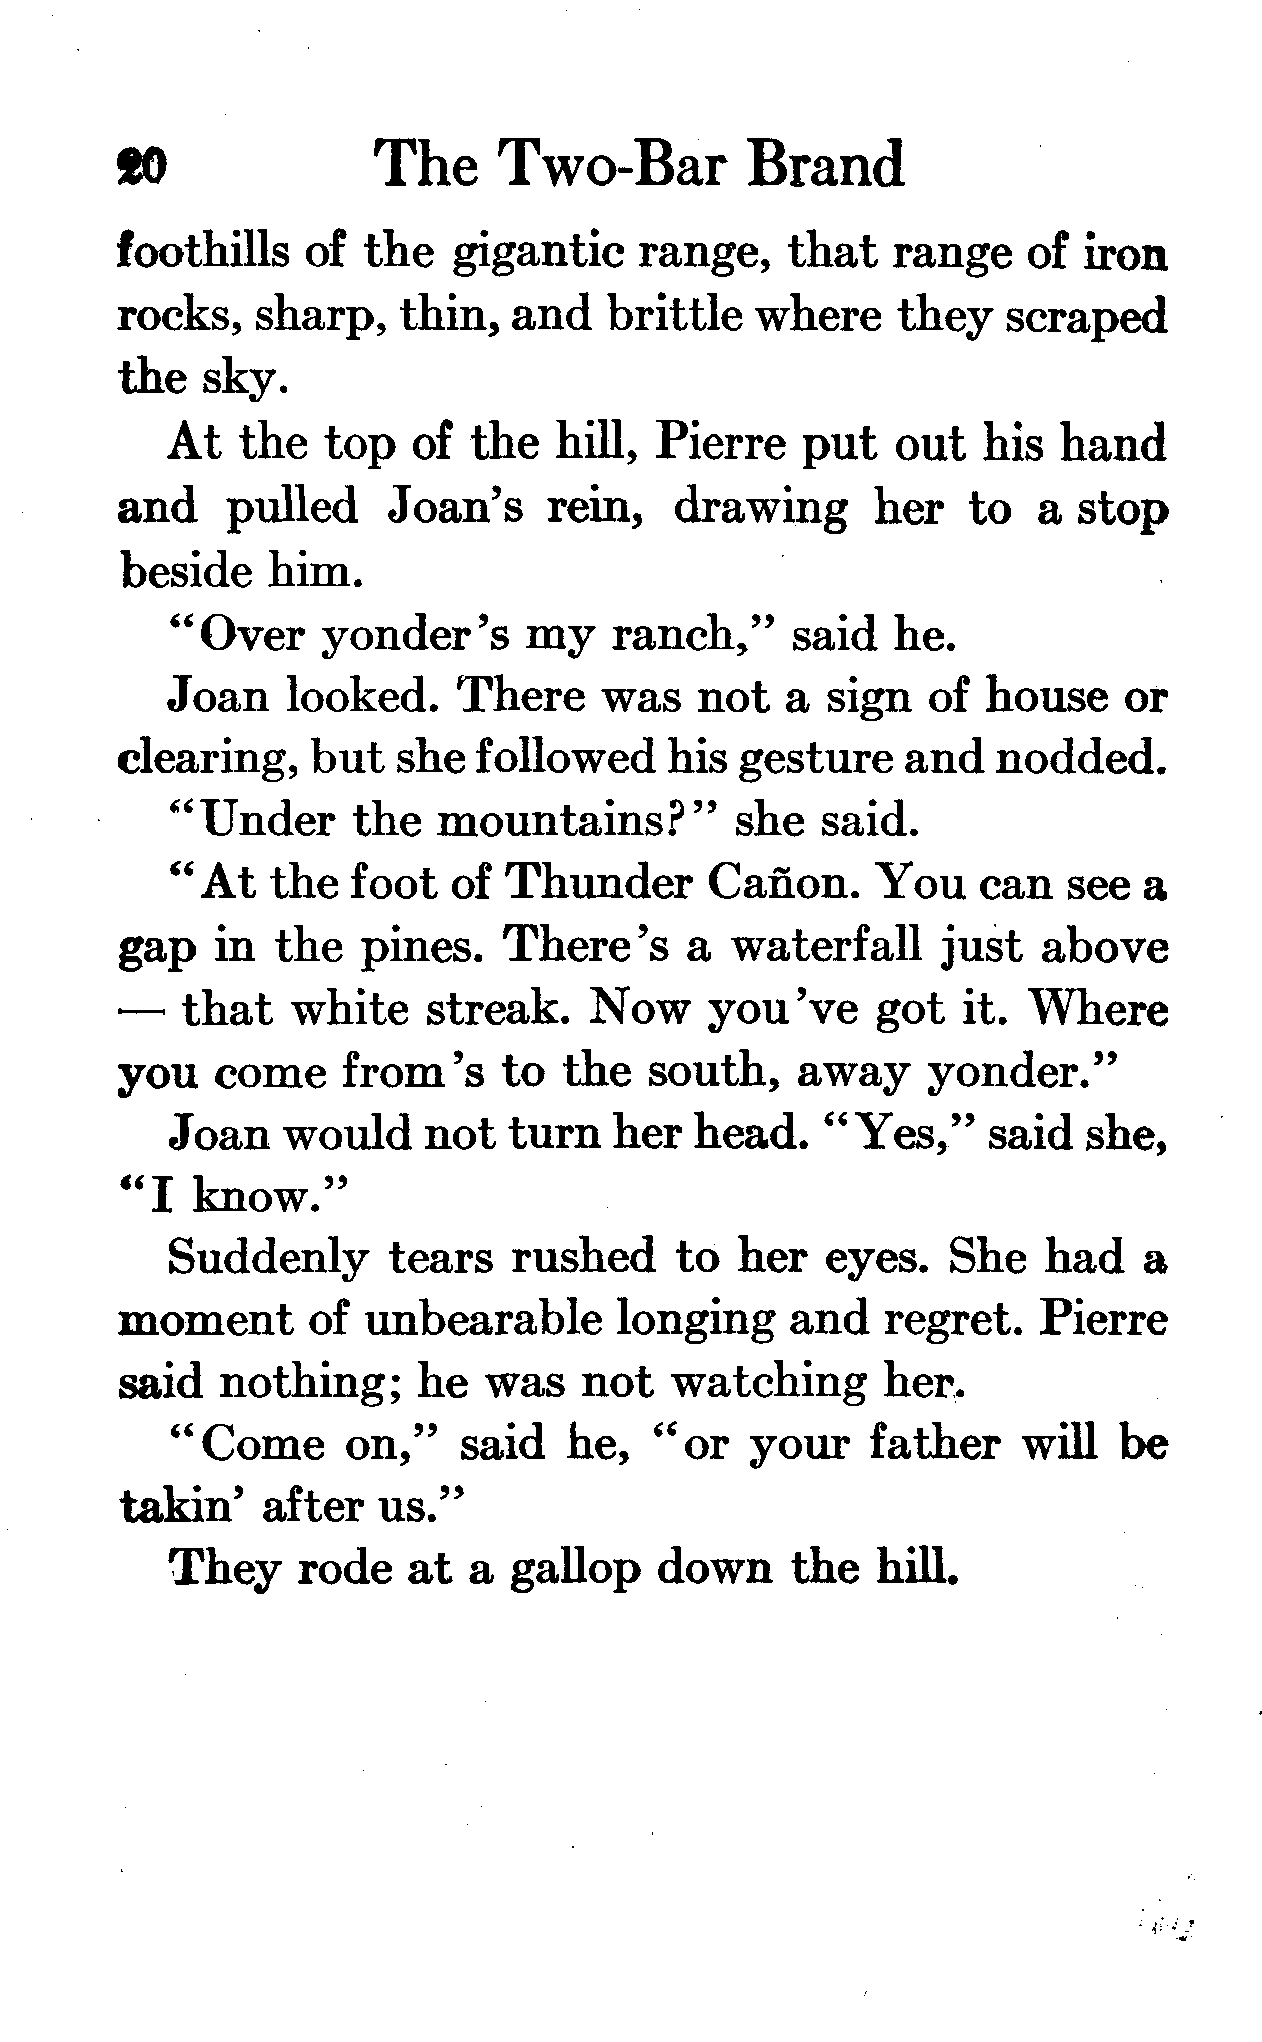 20 The Two-Bar Brand
foothills of the gigantic range, that range of iron
rocks, sharp, thin, and brittle where they scraped
the sky.
At the top of the hill, Pierre put out his hand
and pulled Joan's rein, drawing her to a stop
beside him.
“Over yonder's my ranch,” said he.
Joan looked. There was not a sign of house or
clearing, but she followed his gesture and nodded.
“Under the mountains?” she said.
“At the foot of Thunder Cañon. You can see a
gap in the pines. There's a waterfall just above
— that white streak. Now you've got it. Where
you come from's to the south, away yonder.”
Joan would not turn her head. “Yes,” said she,
“I know.”
Suddenly tears rushed to her eyes. She had a
moment of unbearable longing and regret. Pierre
said nothing; he was not watching her.
“Come on,” said he, “or your father will be
takin' after us.”
They rode at a gallop down the hill.